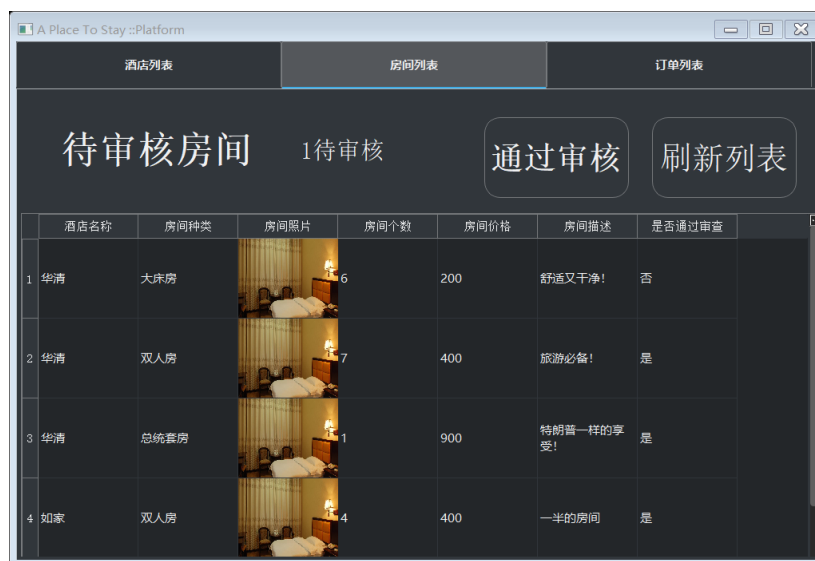 A Place To Stay ::Platform
酒店列表 房间列表 订单列表
待审核房间 1待审核 通过审核 刷新列表
酒店名称 房间种类 房间照片 房间个数 房间价格 房间描述 是否通过审查
1 华清 大床房 6 200 舒适又干净! 否
2 华清 双人房 7 400 旅游必备! 是
3 华清 总统套房 1 900 特朗普一样的享
受! 是
4 如家 双人房 4 400 一半的房间 是